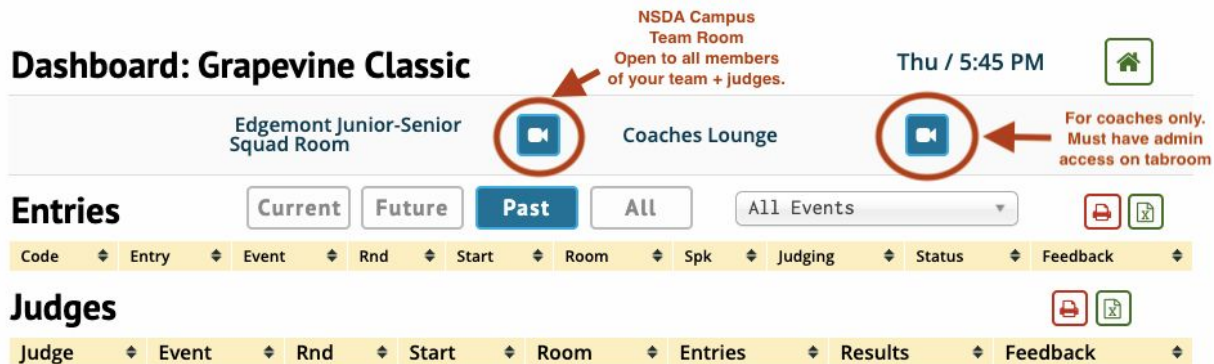 NSDA Campus
Team Room
Open to all members
of your team + judges.
Dashboard: Grapevine Classic
Thu / 5:45 PM
Edgemont Junior-Senior
Squad Room
Coaches Lounge
For coaches only.
Must have admin
access on tabroom
Entries
Current Future Past All
All Events
Code Entry Event Rnd Start Room Spk Judging Status Feedback
Judges
Judge Event Rnd Start Room Entries Results Feedback